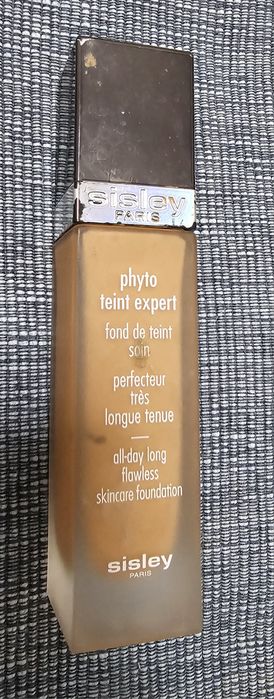 sisley
PARIS
phyto
teint expert
fond de teint
soin
perfecteur
très
longue tenue
all-day long
flawless
skincare foundation
sisley
PARIS